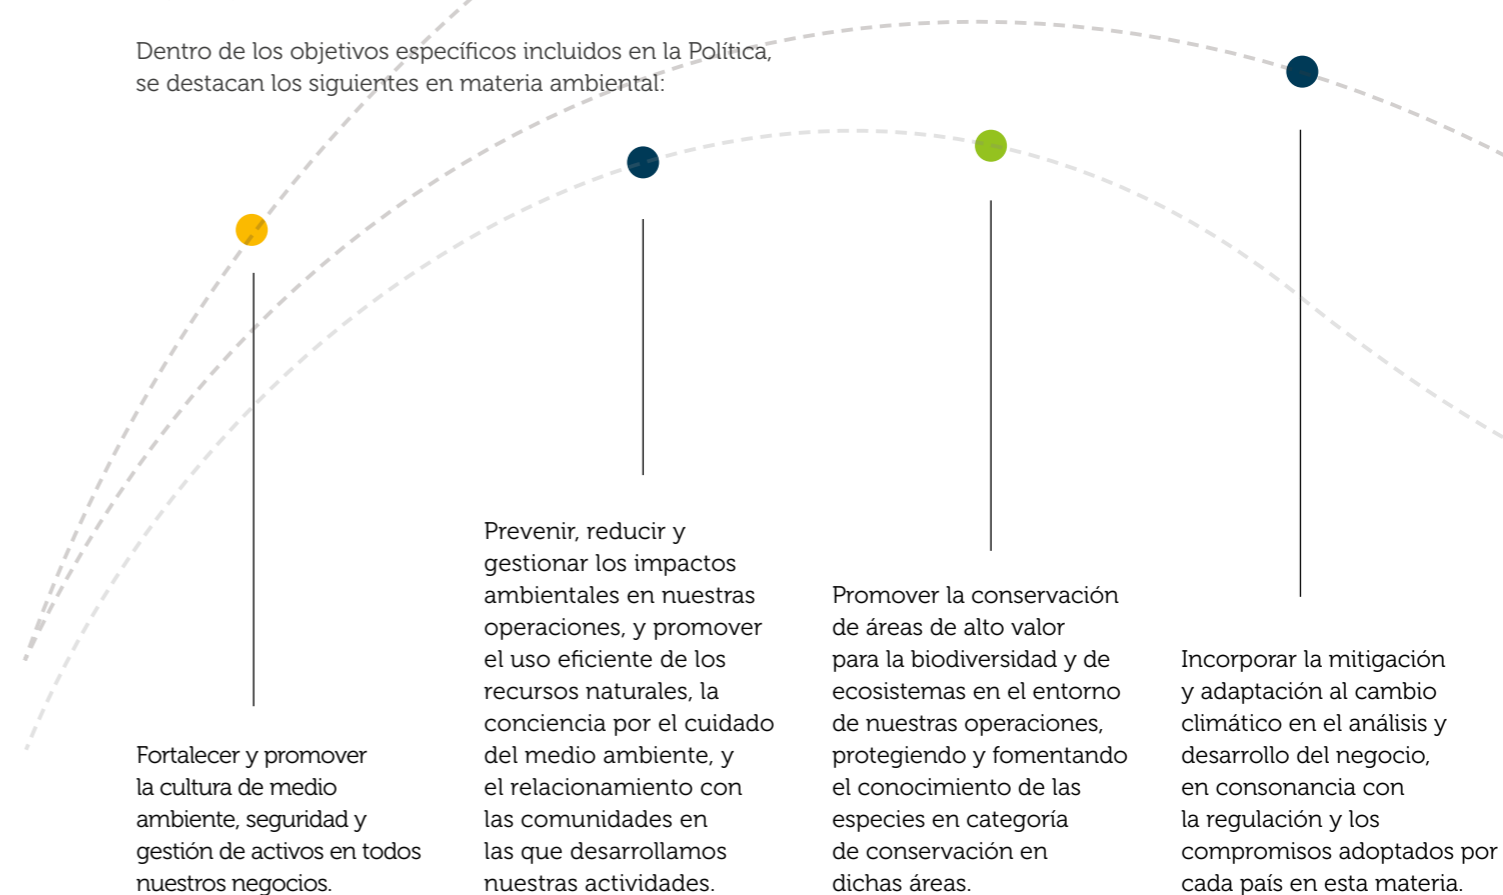 Dentro de los objetivos específicos incluidos en la Política,
se destacan los siguientes en materia ambiental:
Fortalecer y promover
la cultura de medio
ambiente, seguridad y
gestión de activos en todos
nuestros negocios.
Prevenir, reducir y
gestionar los impactos
ambientales en nuestras
operaciones, y promover
el uso eficiente de los
recursos naturales, la
conciencia por el cuidado
del medio ambiente, y
el relacionamiento con
las comunidades en
las que desarrollamos
nuestras actividades.
Promover la conservación
de áreas de alto valor
para la biodiversidad y de
ecosistemas en el entorno
de nuestras operaciones,
protegiendo y fomentando
el conocimiento de las
especies en categoría
de conservación en
dichas áreas.
Incorporar la mitigación
y adaptación al cambio
climático en el análisis y
desarrollo del negocio,
en consonancia con
la regulación y los
compromisos adoptados por
cada país en esta materia.